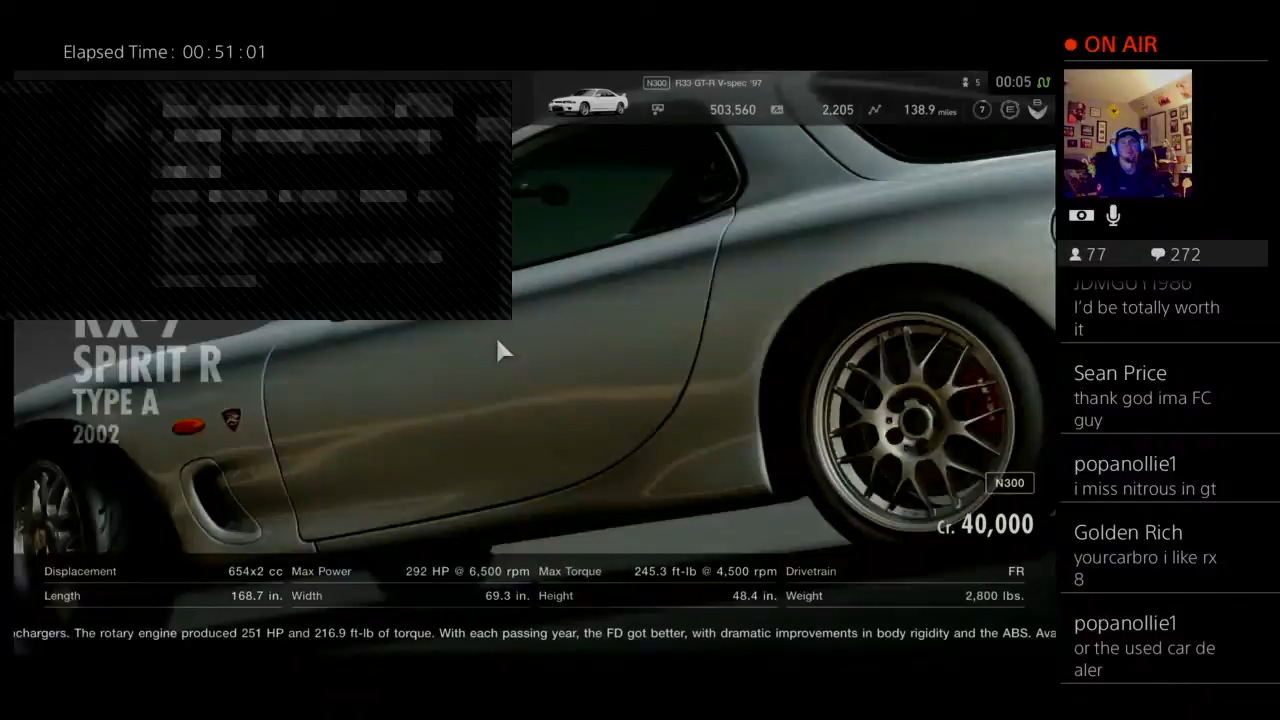 Elapsed Time: 00:51:01
N300 R33 GT-R V-spec '97
5 00:05
503,560 2,205 138.9 miles 7 E B
RX-7
SPIRIT R
TYPE A
2002
N300
Cr. 40,000
Displacement 654x2 cc Max Power 292 HP @ 6,500 rpm Max Torque 245.3 ft-lb @ 4,500 rpm Drivetrain FR
Length 168.7 in. Width 69.3 in. Height 48.4 in. Weight 2,800 lbs.
chargers. The rotary engine produced 251 HP and 216.9 ft-lb of torque. With each passing year, the FD got better, with dramatic improvements in body rigidity and the ABS. Ava
ON AIR
77 272
JDMGUY1986
I'd be totally worth
it
Sean Price
thank god ima FC
guy
popanollie1
i miss nitrous in gt
Golden Rich
yourcarbro i like rx
8
popanollie1
or the used car de
aler